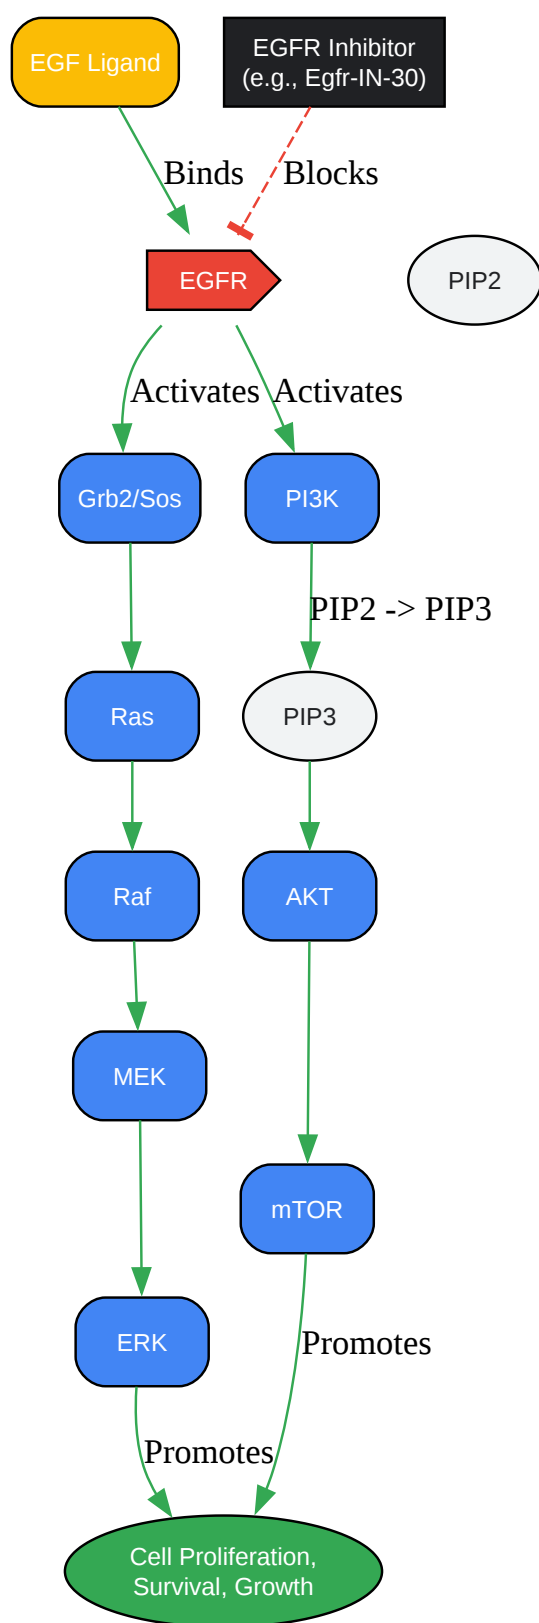 EGF Ligand
EGFR Inhibitor
(e.g., Egfr-IN-30)
Binds
Blocks
EGFR
PIP2
Activates
Activates
Grb2/Sos
PI3K
PIP2 -> PIP3
Ras
PIP3
Raf
AKT
MEK
mTOR
ERK
Promotes
Promotes
Cell Proliferation,
Survival, Growth